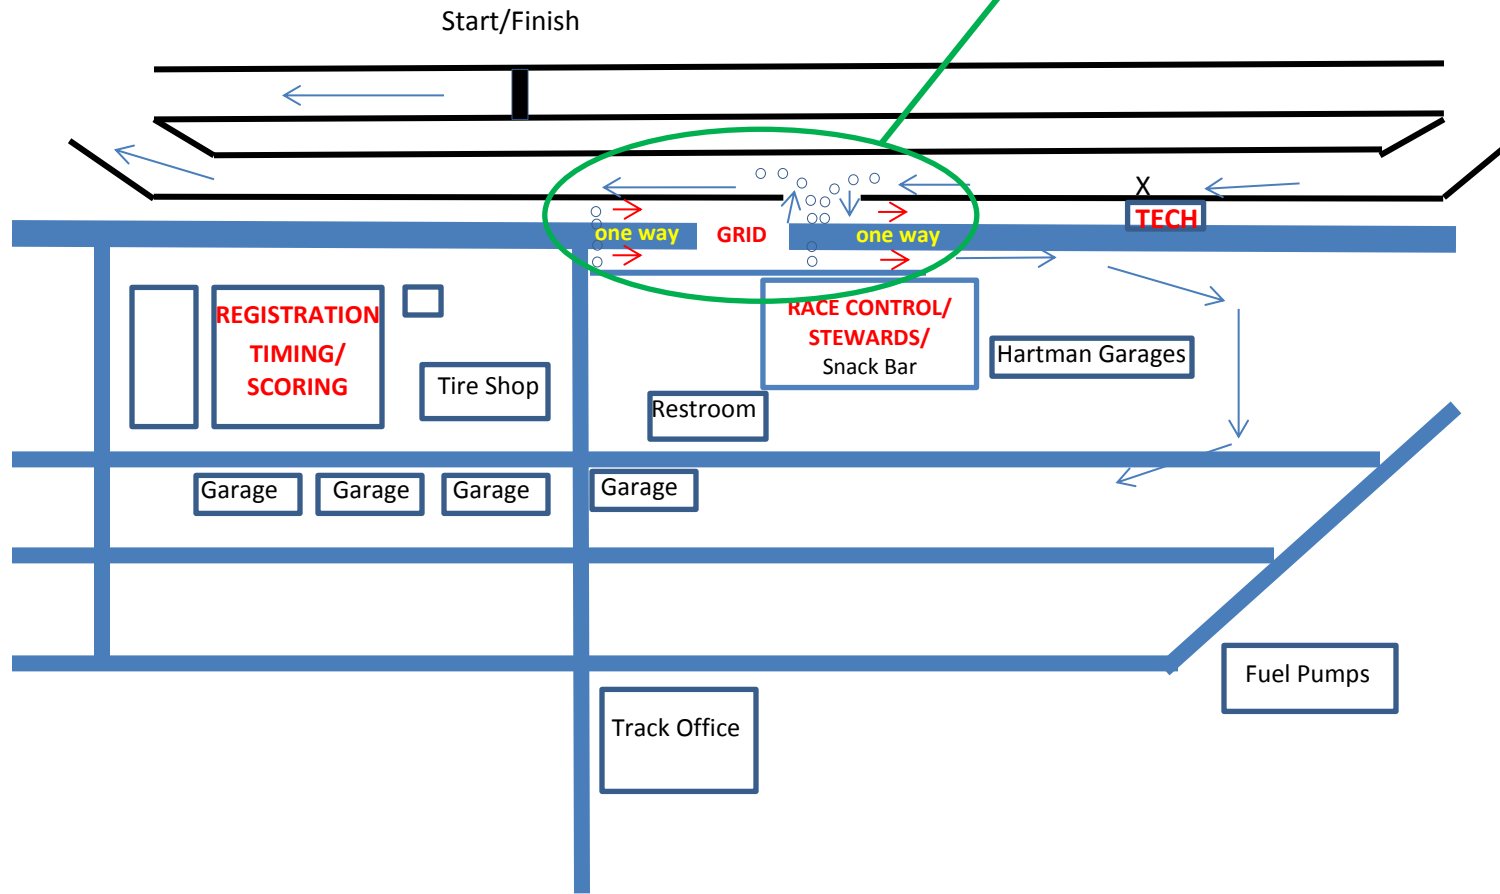 Start/Finish
X
TECH
one way
GRID
one way
REGISTRATION
TIMING/
SCORING
RACE CONTROL/
STEWARDS/
Snack Bar
Hartman Garages
Tire Shop
Restroom
Garage
Garage
Garage
Garage
Fuel Pumps
Track Office